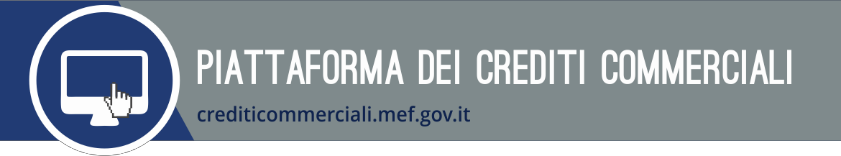 PIATTAFORMA DEI CREDITI COMMERCIALI
crediticommerciali.mef.gov.it